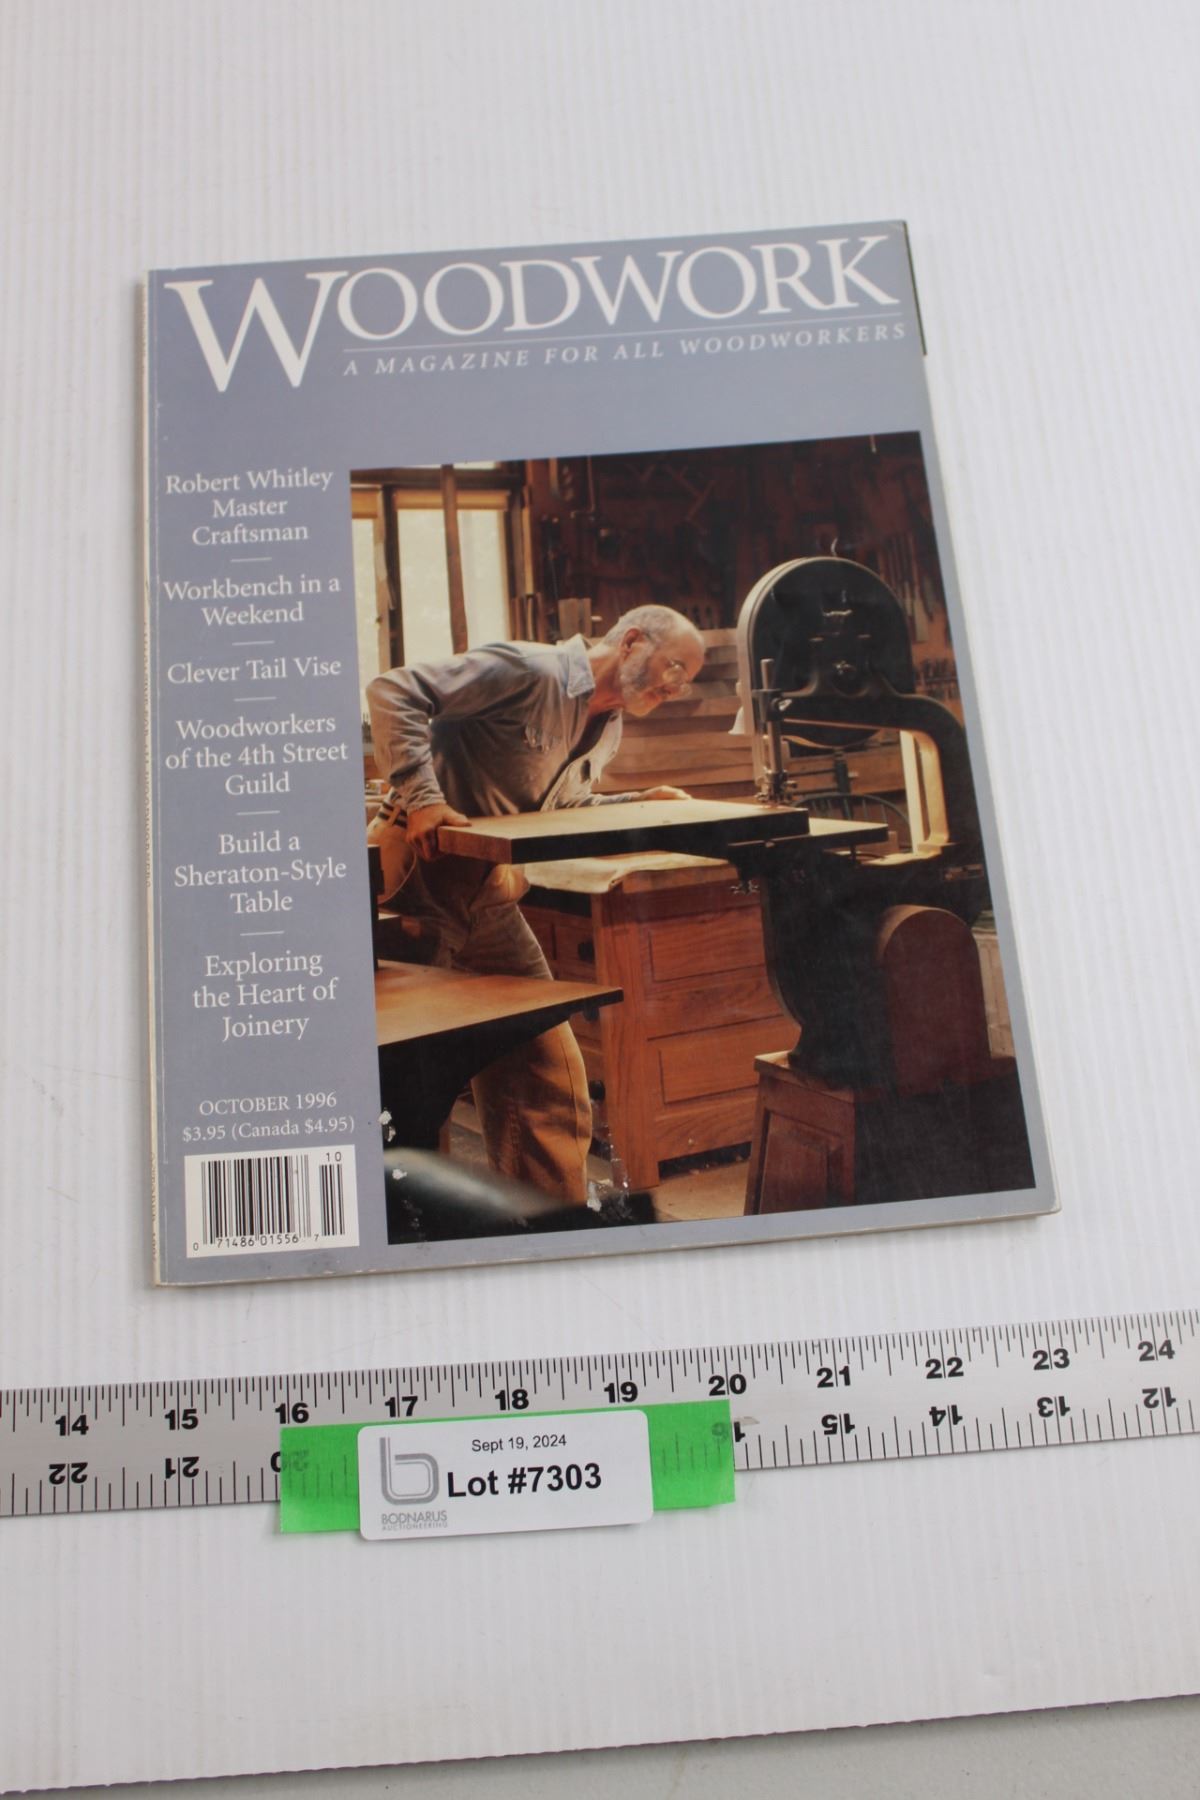 WOODWORK
A MAGAZINE FOR ALL WOODWORKERS
Robert Whitley
Master
Craftsman
Workbench in a
Weekend
Clever Tail Vise
Woodworkers
of the 4th Street
Guild
Build a
Sheraton-Style
Table
Exploring
the Heart of
Joinery
OCTOBER 1996
$3.95 (Canada $4.95)
10
0 71486 01556 7
14 15 16 17 18 19 20 21 22 23 24
22 21 20 16 15 14 13 12
Sept 19, 2024
Lot #7303
BODNARUS
AUCTIONEERING